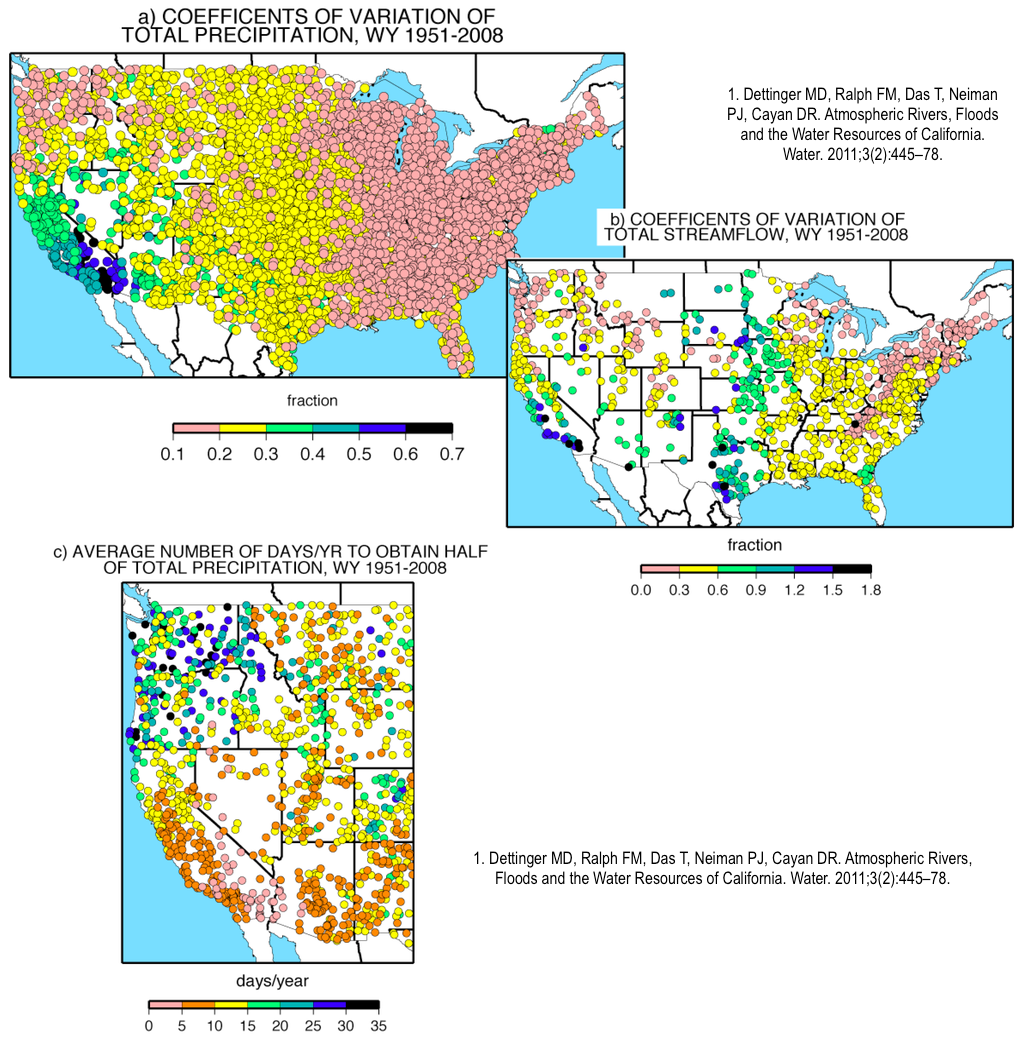 a) COEFFICENTS OF VARIATION OF
TOTAL PRECIPITATION, WY 1951-2008
1. Dettinger MD, Ralph FM, Das T, Neiman
PJ, Cayan DR. Atmospheric Rivers, Floods
and the Water Resources of California.
Water. 2011;3(2):445–78.
b) COEFFICENTS OF VARIATION OF
TOTAL STREAMFLOW, WY 1951-2008
fraction
0.1 0.2 0.3 0.4 0.5 0.6 0.7
fraction
0.0 0.3 0.6 0.9 1.2 1.5 1.8
c) AVERAGE NUMBER OF DAYS/YR TO OBTAIN HALF
OF TOTAL PRECIPITATION, WY 1951-2008
1. Dettinger MD, Ralph FM, Das T, Neiman PJ, Cayan DR. Atmospheric Rivers,
Floods and the Water Resources of California. Water. 2011;3(2):445–78.
days/year
0 5 10 15 20 25 30 35